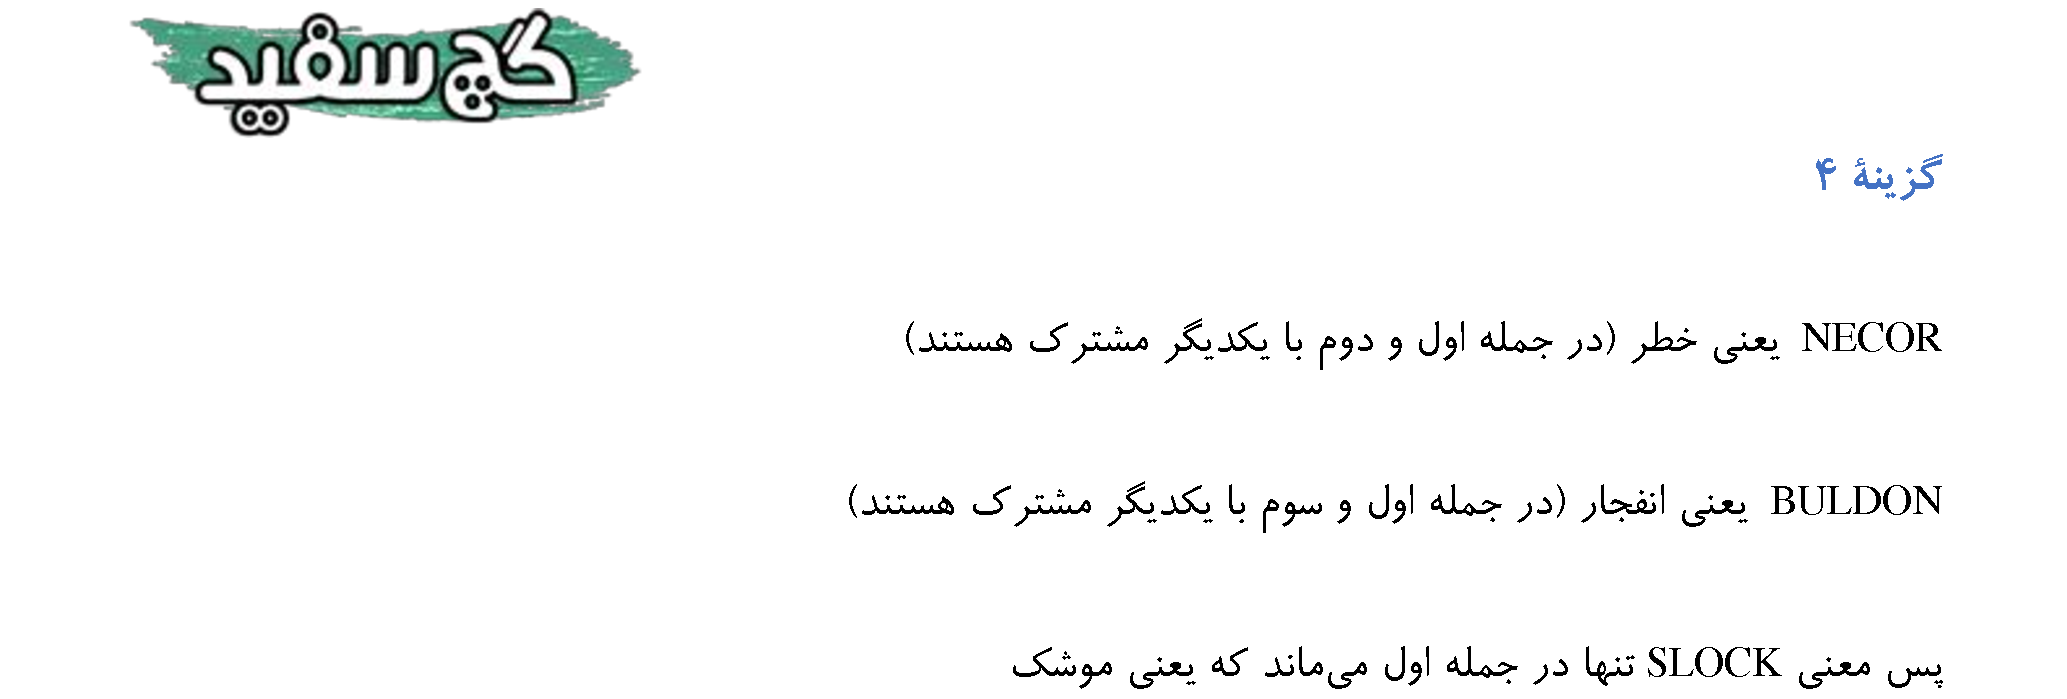 گچ سفید
گزینهٔ ۴
NECOR یعنی خطر (در جمله اول و دوم با یکدیگر مشترک هستند)
BULDON یعنی انفجار (در جمله اول و سوم با یکدیگر مشترک هستند)
پس معنی SLOCK تنها در جمله اول می‌ماند که یعنی موشک